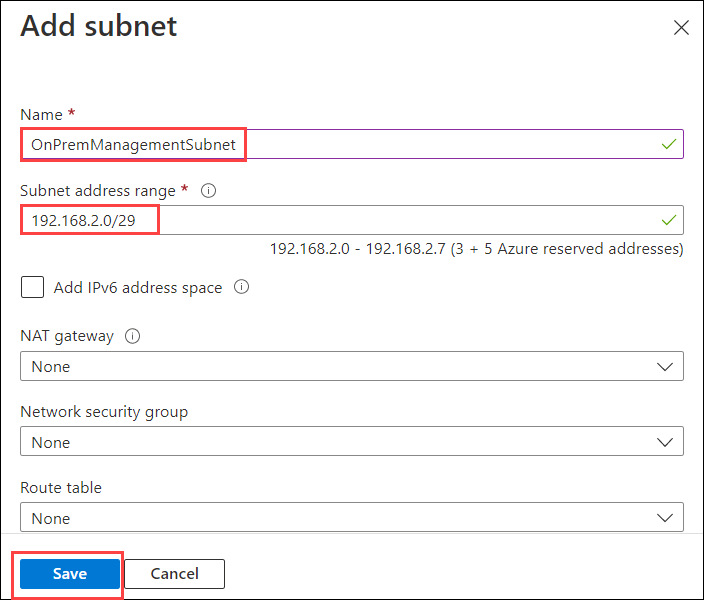 Add subnet
Name *
OnPremManagementSubnet
Subnet address range *
192.168.2.0/29
192.168.2.0 - 192.168.2.7 (3 + 5 Azure reserved addresses)
Add IPv6 address space
NAT gateway
None
Network security group
None
Route table
None
Save Cancel